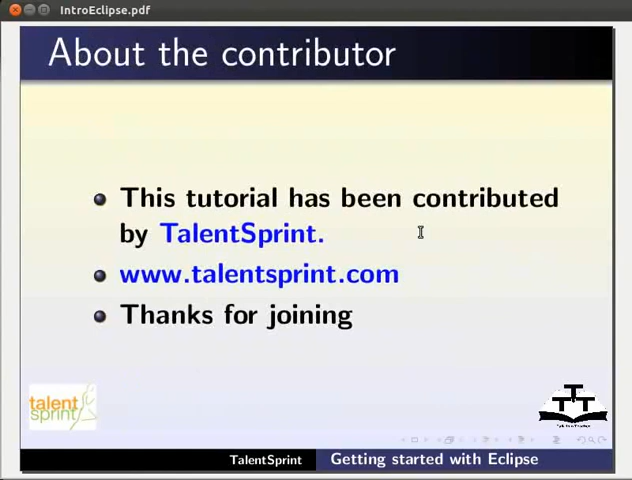 IntroEclipse.pdf
About the contributor
This tutorial has been contributed
by TalentSprint.
www.talentsprint.com
Thanks for joining
talent
sprint
TTT
TalentSprint Getting started with Eclipse